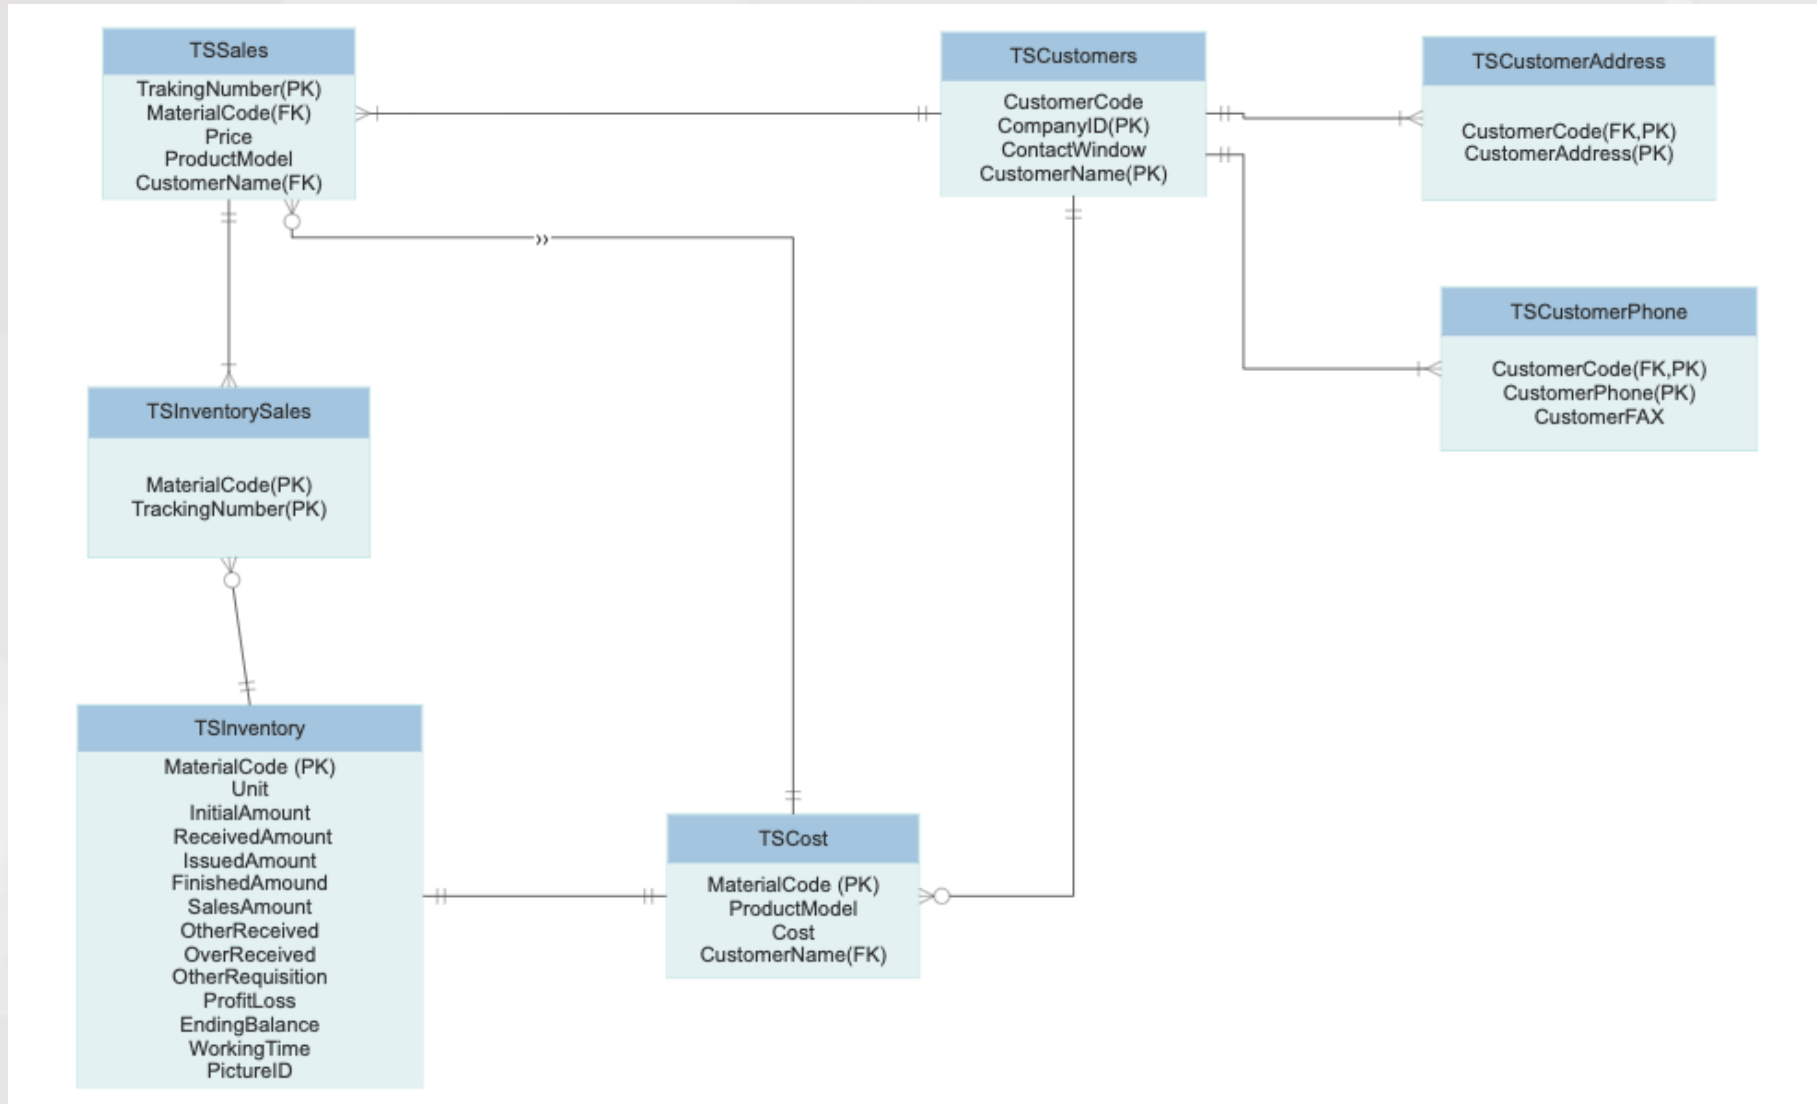 TSSales
TrakingNumber(PK)
MaterialCode(FK)
Price
ProductModel
CustomerName(FK)
TSCustomers
CustomerCode
CompanyID(PK)
ContactWindow
CustomerName(PK)
TSCustomerAddress
CustomerCode(FK,PK)
CustomerAddress(PK)
TSCustomerPhone
CustomerCode(FK,PK)
CustomerPhone(PK)
CustomerFAX
TSInventorySales
MaterialCode(PK)
TrackingNumber(PK)
TSInventory
MaterialCode (PK)
Unit
InitialAmount
ReceivedAmount
IssuedAmount
FinishedAmound
SalesAmount
OtherReceived
OverReceived
OtherRequisition
ProfitLoss
EndingBalance
WorkingTime
PictureID
TSCost
MaterialCode (PK)
ProductModel
Cost
CustomerName(FK)